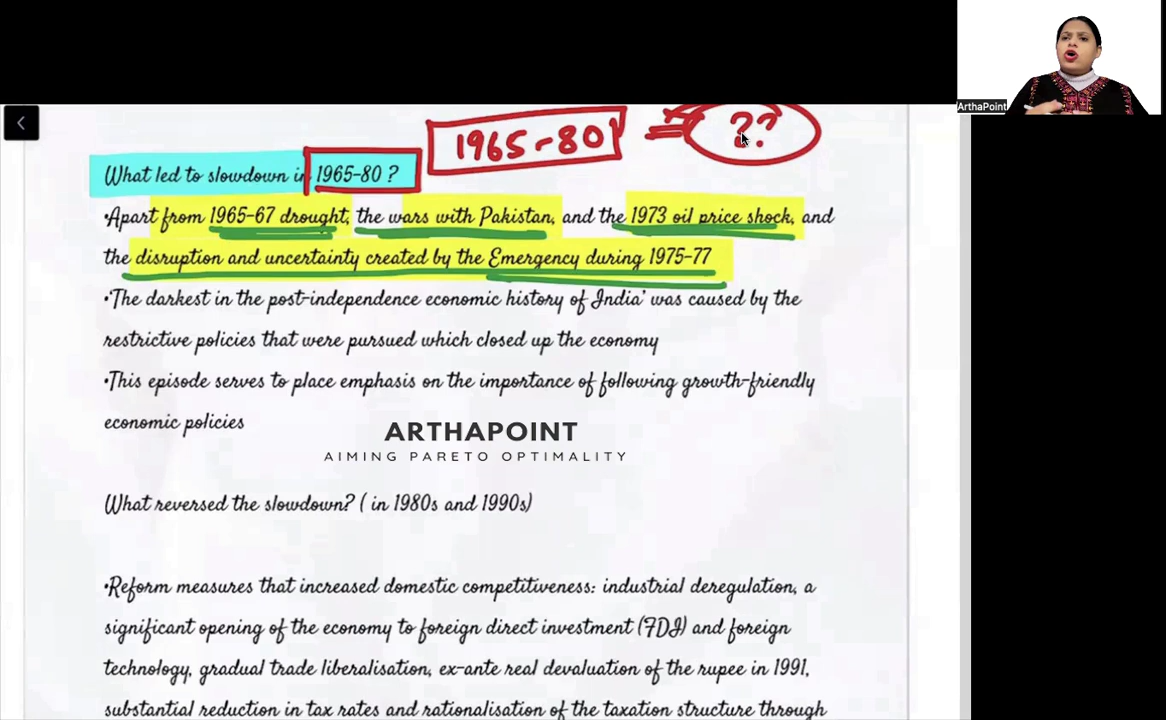 ArthaPoint
1965-80
??
What led to slowdown in 1965-80 ?
•Apart from 1965-67 drought, the wars with Pakistan, and the 1973 oil price shock, and
the disruption and uncertainty created by the Emergency during 1975-77
•'The darkest in the post-independence economic history of India' was caused by the
restrictive policies that were pursued which closed up the economy
•This episode serves to place emphasis on the importance of following growth-friendly
economic policies
ARTHAPOINT
AIMING PARETO OPTIMALITY
What reversed the slowdown? ( in 1980s and 1990s)
•Reform measures that increased domestic competitiveness: industrial deregulation, a
significant opening of the economy to foreign direct investment (FDI) and foreign
technology, gradual trade liberalisation, ex-ante real devaluation of the rupee in 1991,
substantial reduction in tax rates and rationalisation of the taxation structure through